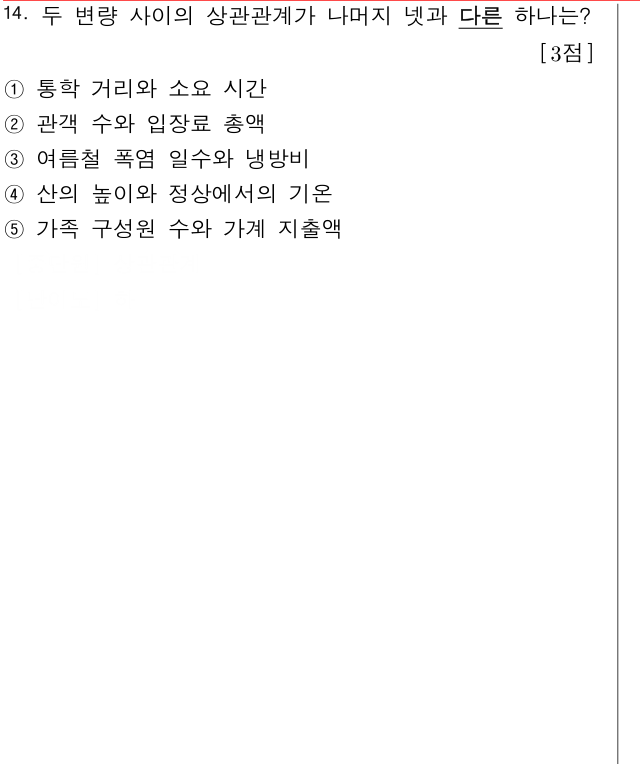 14. 두 변량 사이의 상관관계가 나머지 넷과 다른 하나는?
[3점]
① 통학 거리와 소요 시간
② 관객 수와 입장료 총액
③ 여름철 폭염 일수와 냉방비
④ 산의 높이와 정상에서의 기온
⑤ 가족 구성원 수와 가계 지출액